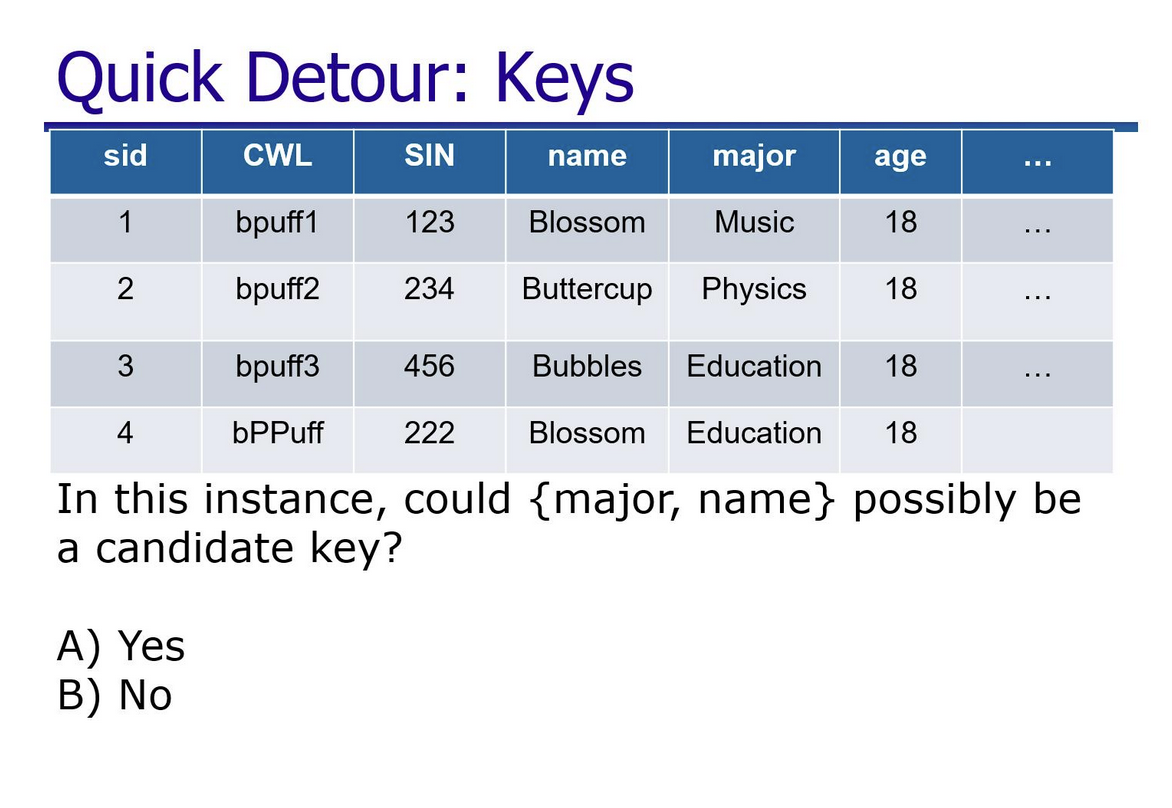 Quick Detour: Keys
sid CWL SIN name major age ...
1 bpuff1 123 Blossom Music 18 ...
2 bpuff2 234 Buttercup Physics 18 ...
3 bpuff3 456 Bubbles Education 18 ...
4 bPPuff 222 Blossom Education 18
In this instance, could {major, name} possibly be
a candidate key?
A) Yes
B) No